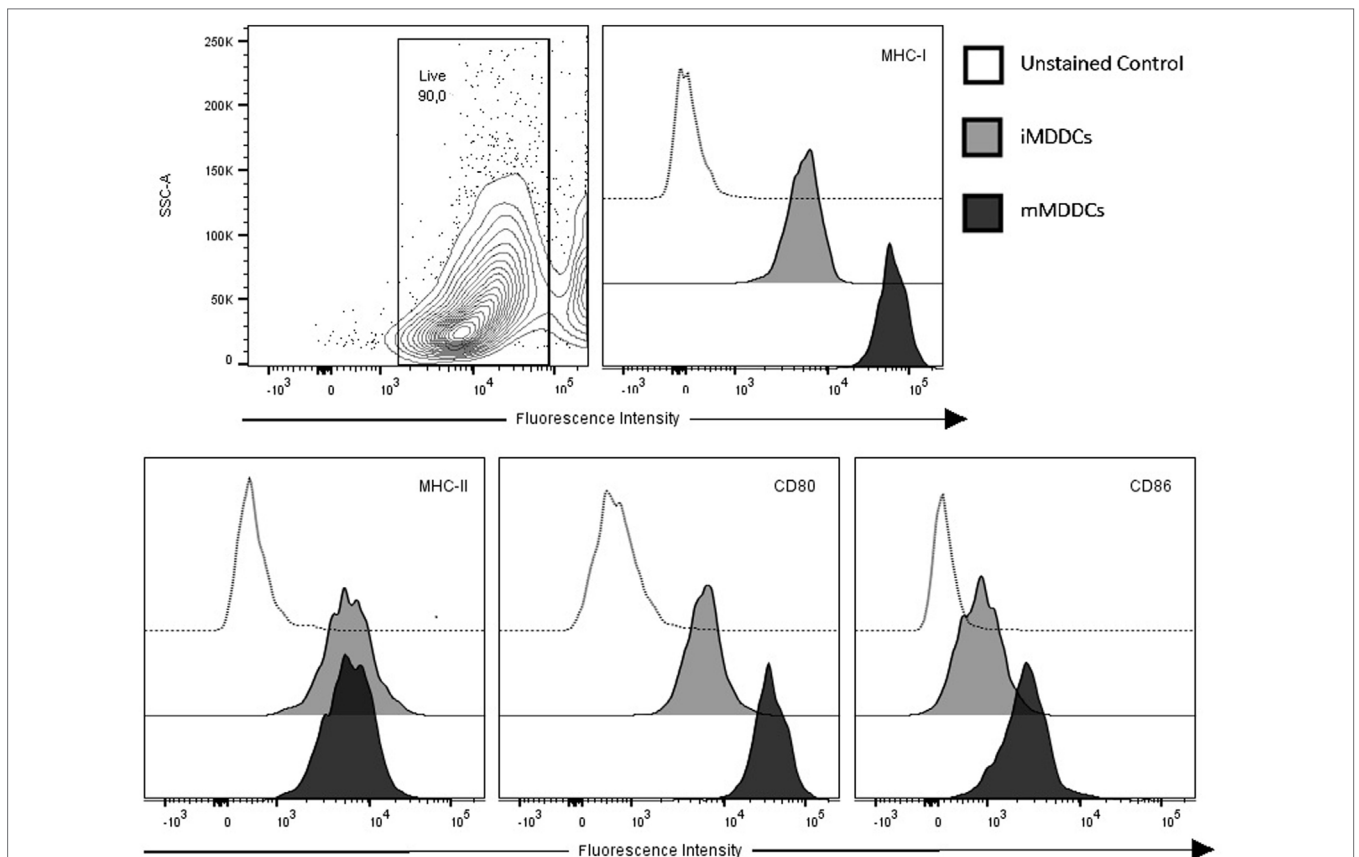 250K
200K
150K
100K
50K
0
SSC-A
Live
90,0
-10³ 0 10³ 10⁴ 10⁵
MHC-I
-10³ 0 10³ 10⁴ 10⁵
Fluorescence Intensity
Unstained Control
iMDDCs
mMDDCs
MHC-II
-10³ 0 10³ 10⁴ 10⁵
CD80
-10³ 0 10³ 10⁴ 10⁵
CD86
-10³ 0 10³ 10⁴ 10⁵
Fluorescence Intensity